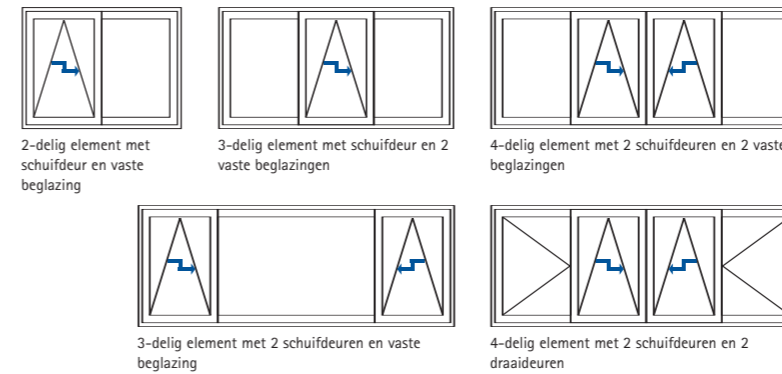 2-delig element met
schuifdeur en vaste
beglazing
3-delig element met schuifdeur en 2
vaste beglazingen
4-delig element met 2 schuifdeuren en 2 vaste
beglazingen
3-delig element met 2 schuifdeuren en vaste
beglazing
4-delig element met 2 schuifdeuren en 2
draaideuren